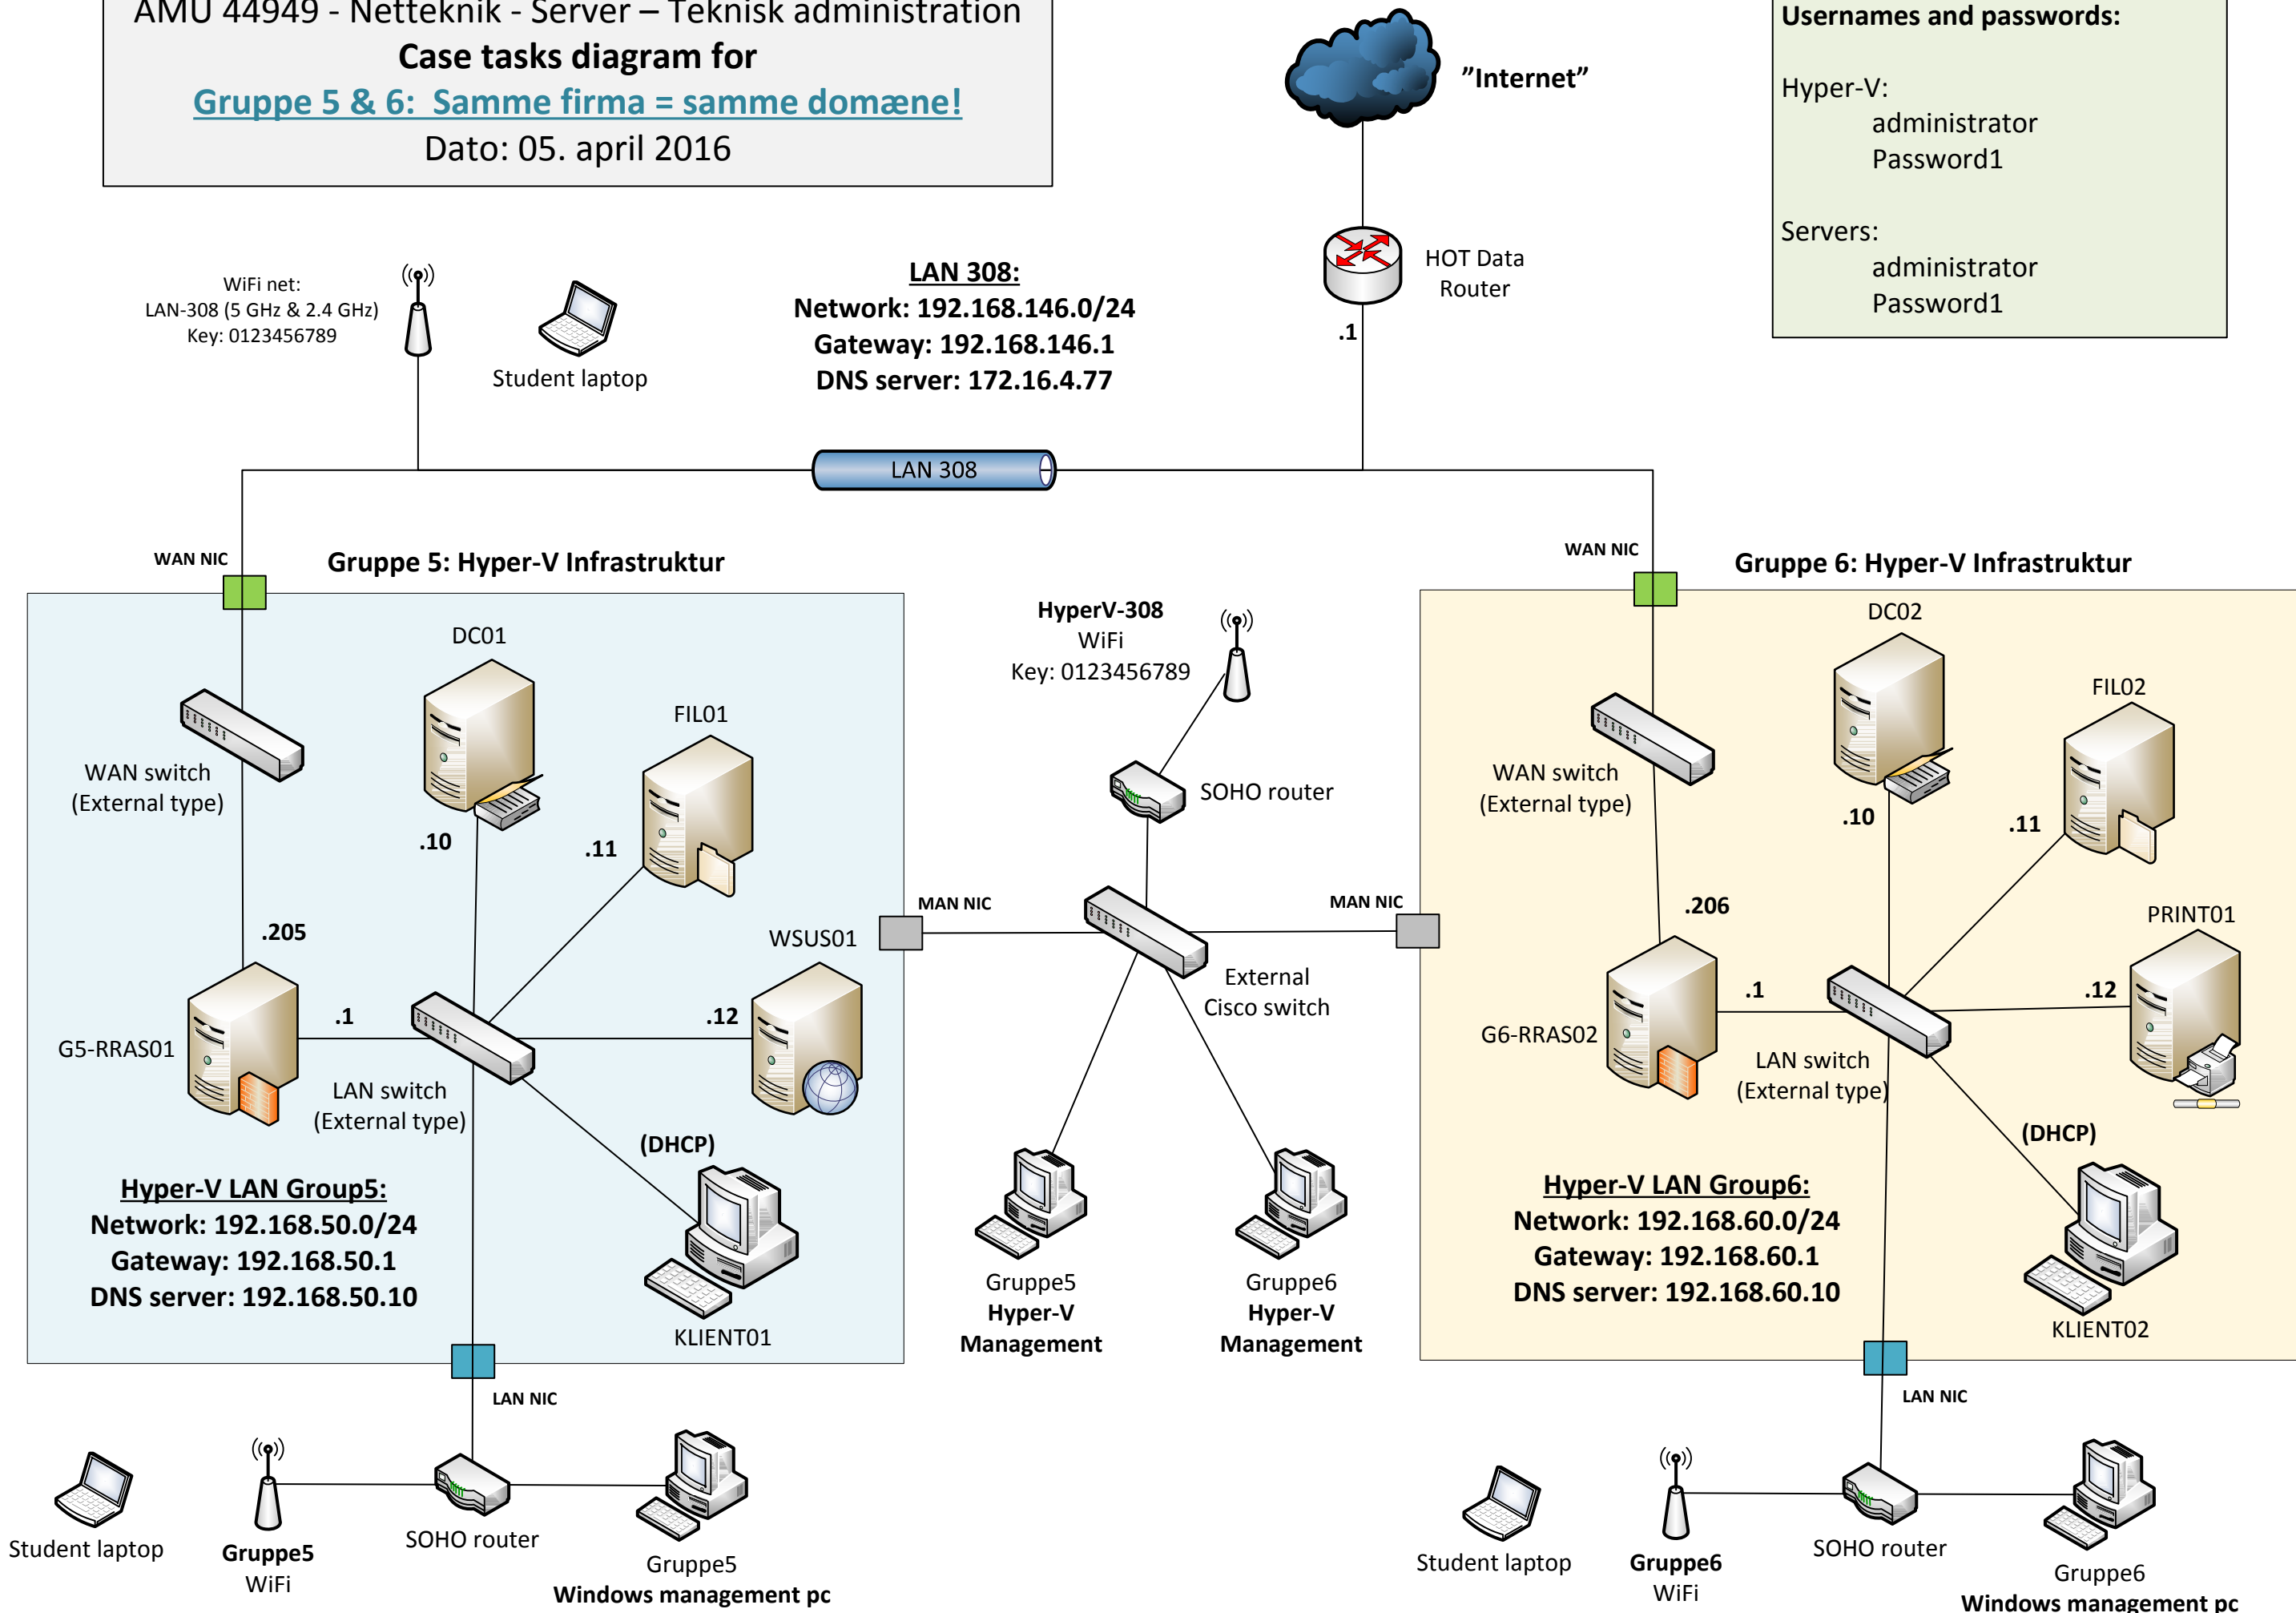 AMU 44949 - Netteknik - Server – Teknisk administration
Case tasks diagram for
Gruppe 5 & 6:  Samme firma = samme domæne!
Dato: 05. april 2016
"Internet"
Usernames and passwords:
Hyper-V:
administrator
Password1
Servers:
administrator
Password1
WiFi net:
LAN-308 (5 GHz & 2.4 GHz)
Key: 0123456789
Student laptop
LAN 308:
Network: 192.168.146.0/24
Gateway: 192.168.146.1
DNS server: 172.16.4.77
HOT Data
Router
.1
LAN 308
WAN NIC
Gruppe 5: Hyper-V Infrastruktur
DC01
FIL01
WAN switch
(External type)
.10
.11
.205
WSUS01
G5-RRAS01
.1
.12
LAN switch
(External type)
(DHCP)
Hyper-V LAN Group5:
Network: 192.168.50.0/24
Gateway: 192.168.50.1
DNS server: 192.168.50.10
KLIENT01
LAN NIC
Student laptop
Gruppe5
WiFi
SOHO router
Gruppe5
Windows management pc
HyperV-308
WiFi
Key: 0123456789
SOHO router
MAN NIC
MAN NIC
External
Cisco switch
Gruppe5
Hyper-V
Management
Gruppe6
Hyper-V
Management
WAN NIC
Gruppe 6: Hyper-V Infrastruktur
DC02
FIL02
WAN switch
(External type)
.10
.11
.206
PRINT01
G6-RRAS02
.1
.12
LAN switch
(External type)
(DHCP)
Hyper-V LAN Group6:
Network: 192.168.60.0/24
Gateway: 192.168.60.1
DNS server: 192.168.60.10
KLIENT02
LAN NIC
Student laptop
Gruppe6
WiFi
SOHO router
Gruppe6
Windows management pc